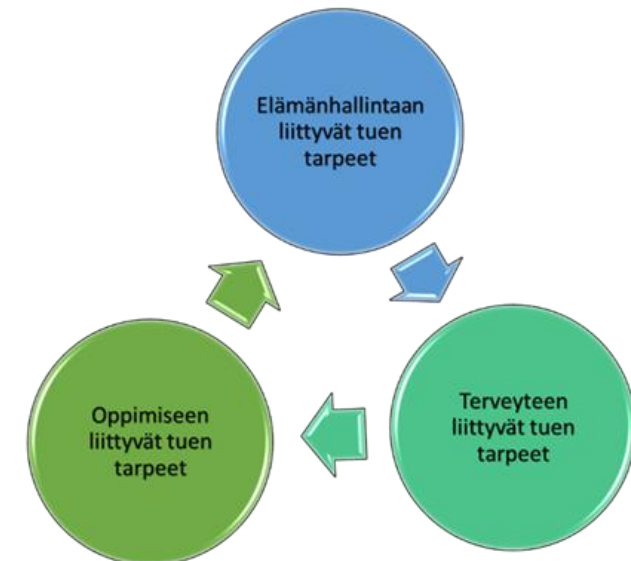 Elämänhallintaan
liittyvät tuen
tarpeet
Terveyteen
liittyvät tuen
tarpeet
Oppimiseen
liittyvät tuen
tarpeet